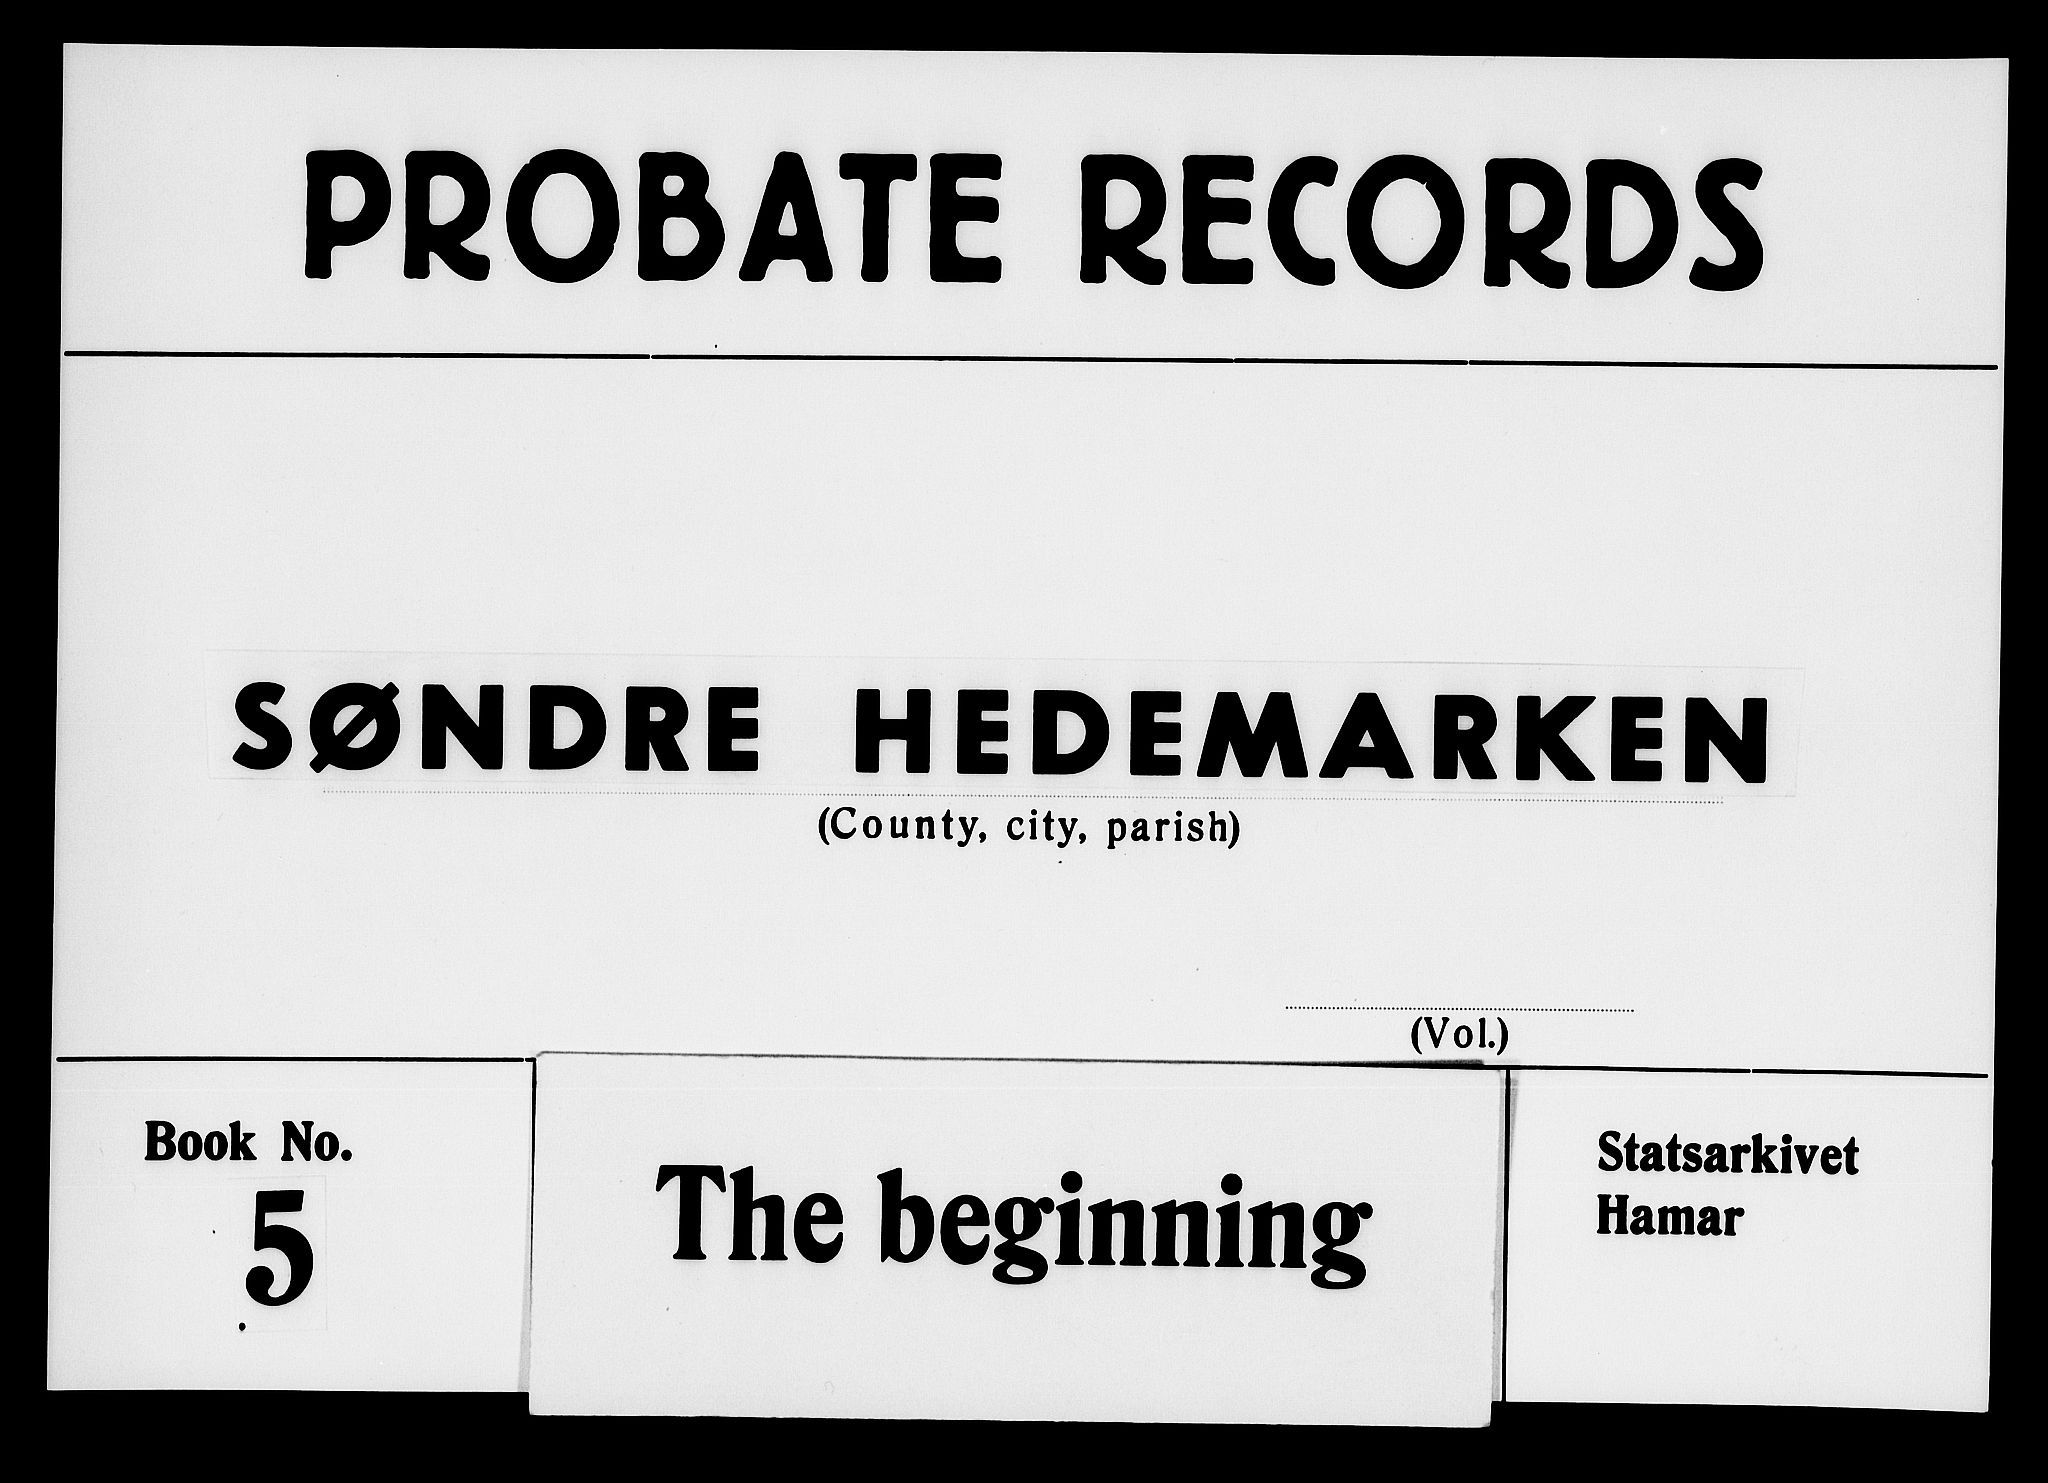 PROBATE RECORDS
SØNDRE HEDEMARKEN
(County, city, parish)
(Vol.)
Book No.
5
The beginning
Statsarkivet
Hamar